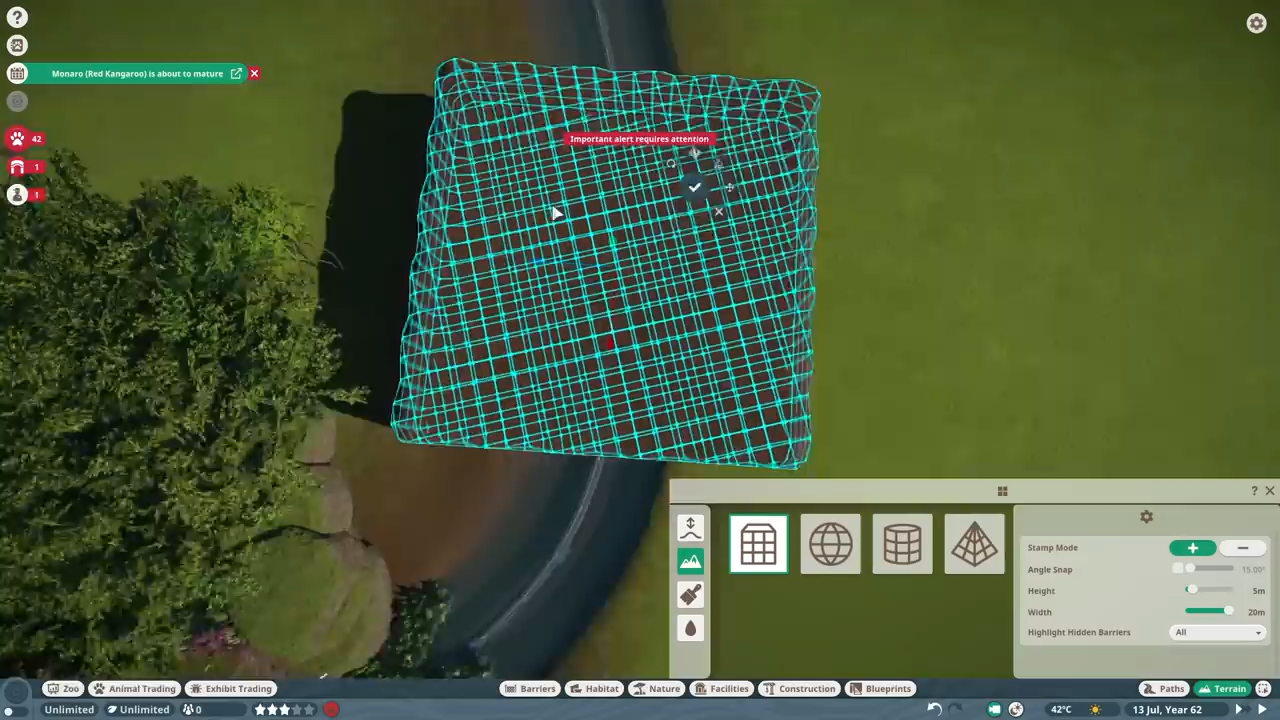 ?
Monaro (Red Kangaroo) is about to mature
42
1
1
Important alert requires attention
?
Stamp Mode
Angle Snap 15.00°
Height 5m
Width 20m
Highlight Hidden Barriers All
Zoo Animal Trading Exhibit Trading Barriers Habitat Nature Facilities Construction Blueprints Paths Terrain
Unlimited Unlimited 0 42°C 13 Jul, Year 62